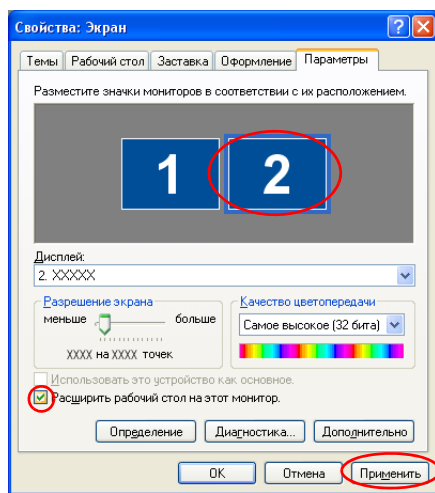 Свойства: Экран
Темы Рабочий стол Заставка Оформление Параметры
Разместите значки мониторов в соответствии с их расположением.
1 2
Дисплей:
2. XXXXX
Разрешение экрана Качество цветопередачи
меньше больше Самое высокое (32 бита)
XXXX на XXXX точек
Использовать это устройство как основное.
Расширить рабочий стол на этот монитор.
Определение Диагностика... Дополнительно
OK Отмена Применить